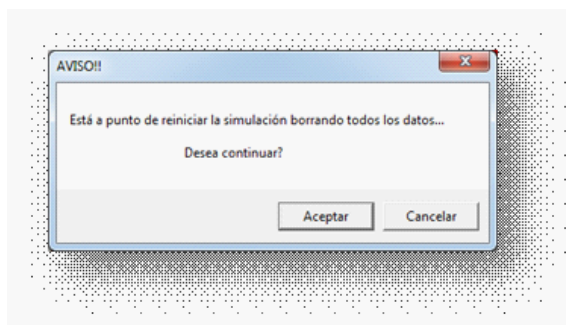 AVISO!!
Está a punto de reiniciar la simulación borrando todos los datos...
Desea continuar?
Aceptar Cancelar